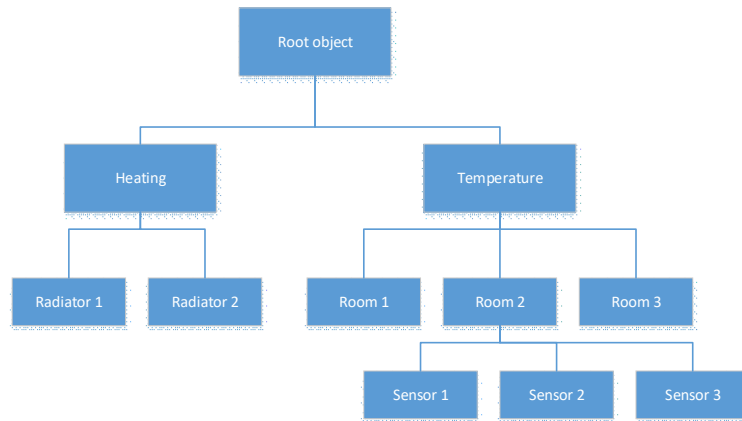 Root object
Heating
Temperature
Radiator 1
Radiator 2
Room 1
Room 2
Room 3
Sensor 1
Sensor 2
Sensor 3